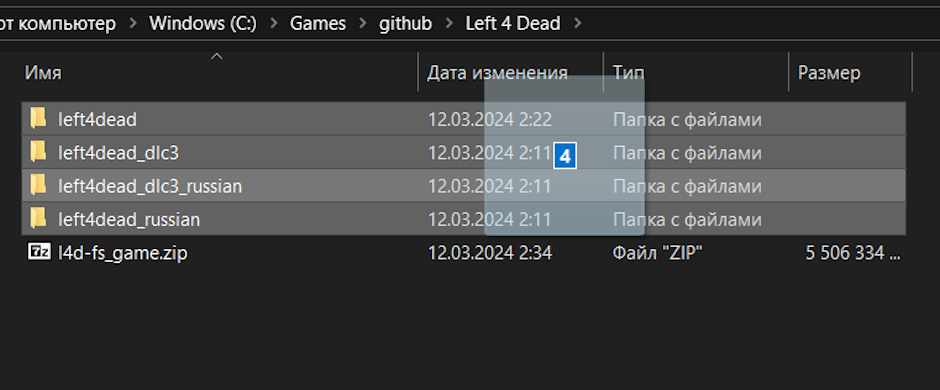 от компьютер > Windows (C:) > Games > github > Left 4 Dead >
Имя Дата изменения Тип Размер
left4dead 12.03.2024 2:22 Папка с файлами
left4dead_dlc3 12.03.2024 2:11 Папка с файлами
4
left4dead_dlc3_russian 12.03.2024 2:11 Папка с файлами
left4dead_russian 12.03.2024 2:11 Папка с файлами
7z l4d-fs_game.zip 12.03.2024 2:34 Файл "ZIP" 5 506 334 ...